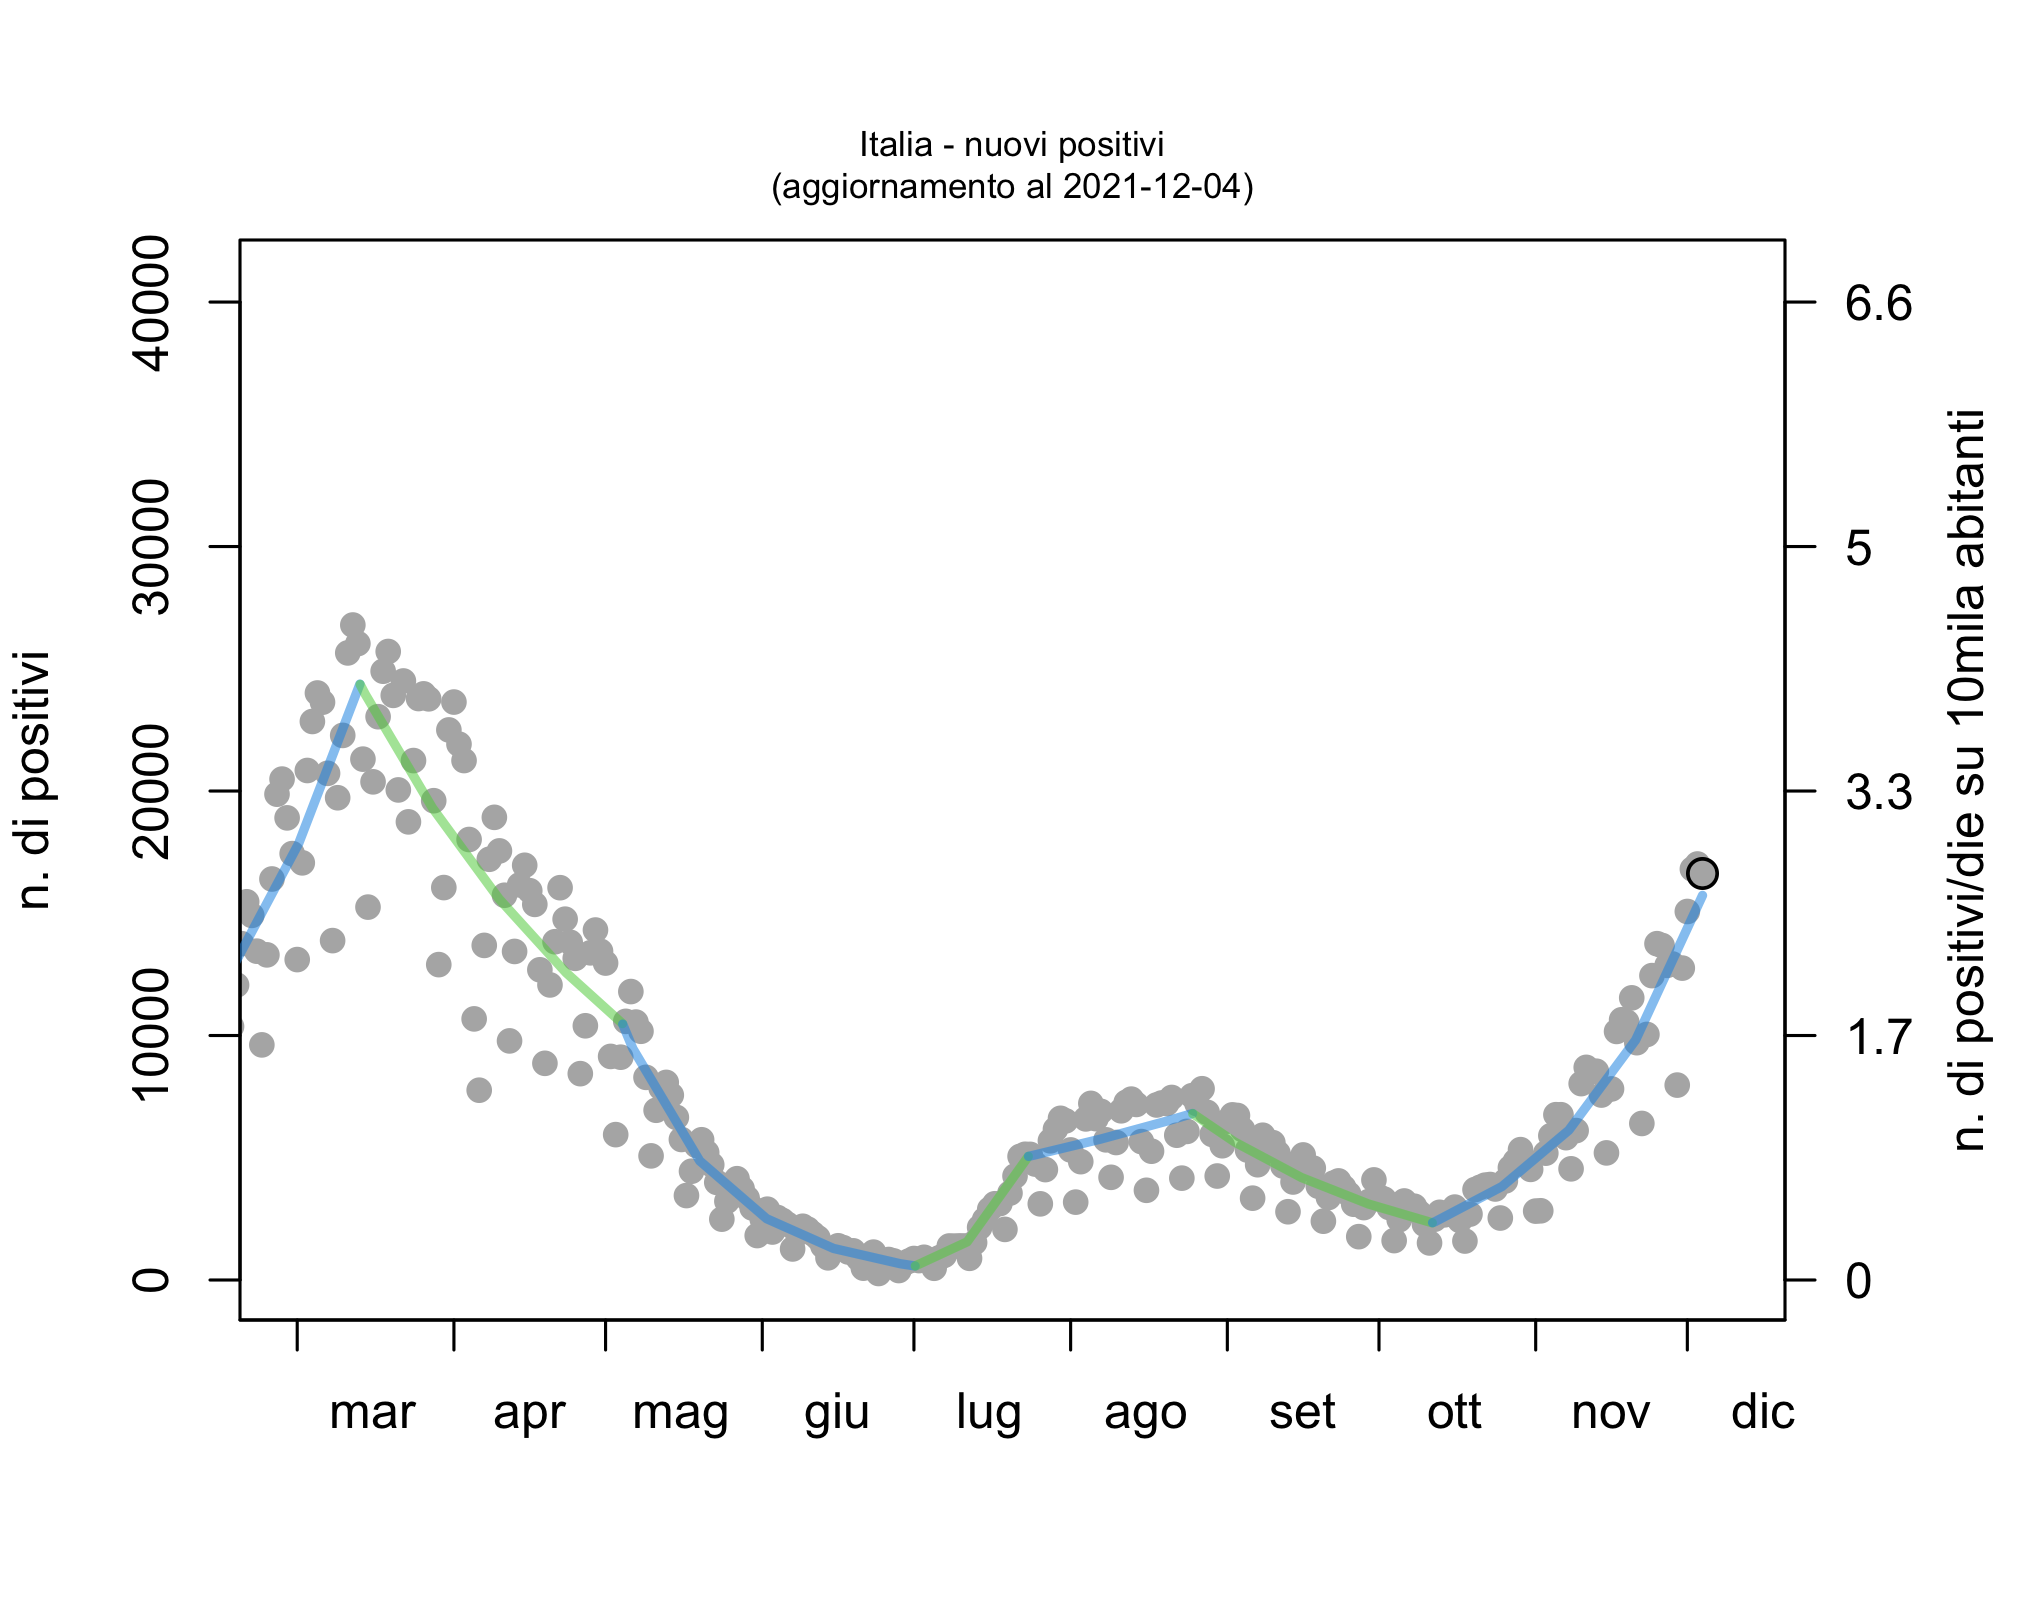 Italia - nuovi positivi
(aggiornamento al 2021-12-04)
n. di positivi
40000
30000
20000
10000
0
6.6
5
3.3
1.7
0
n. di positivi/die su 10mila abitanti
mar apr mag giu lug ago set ott nov dic